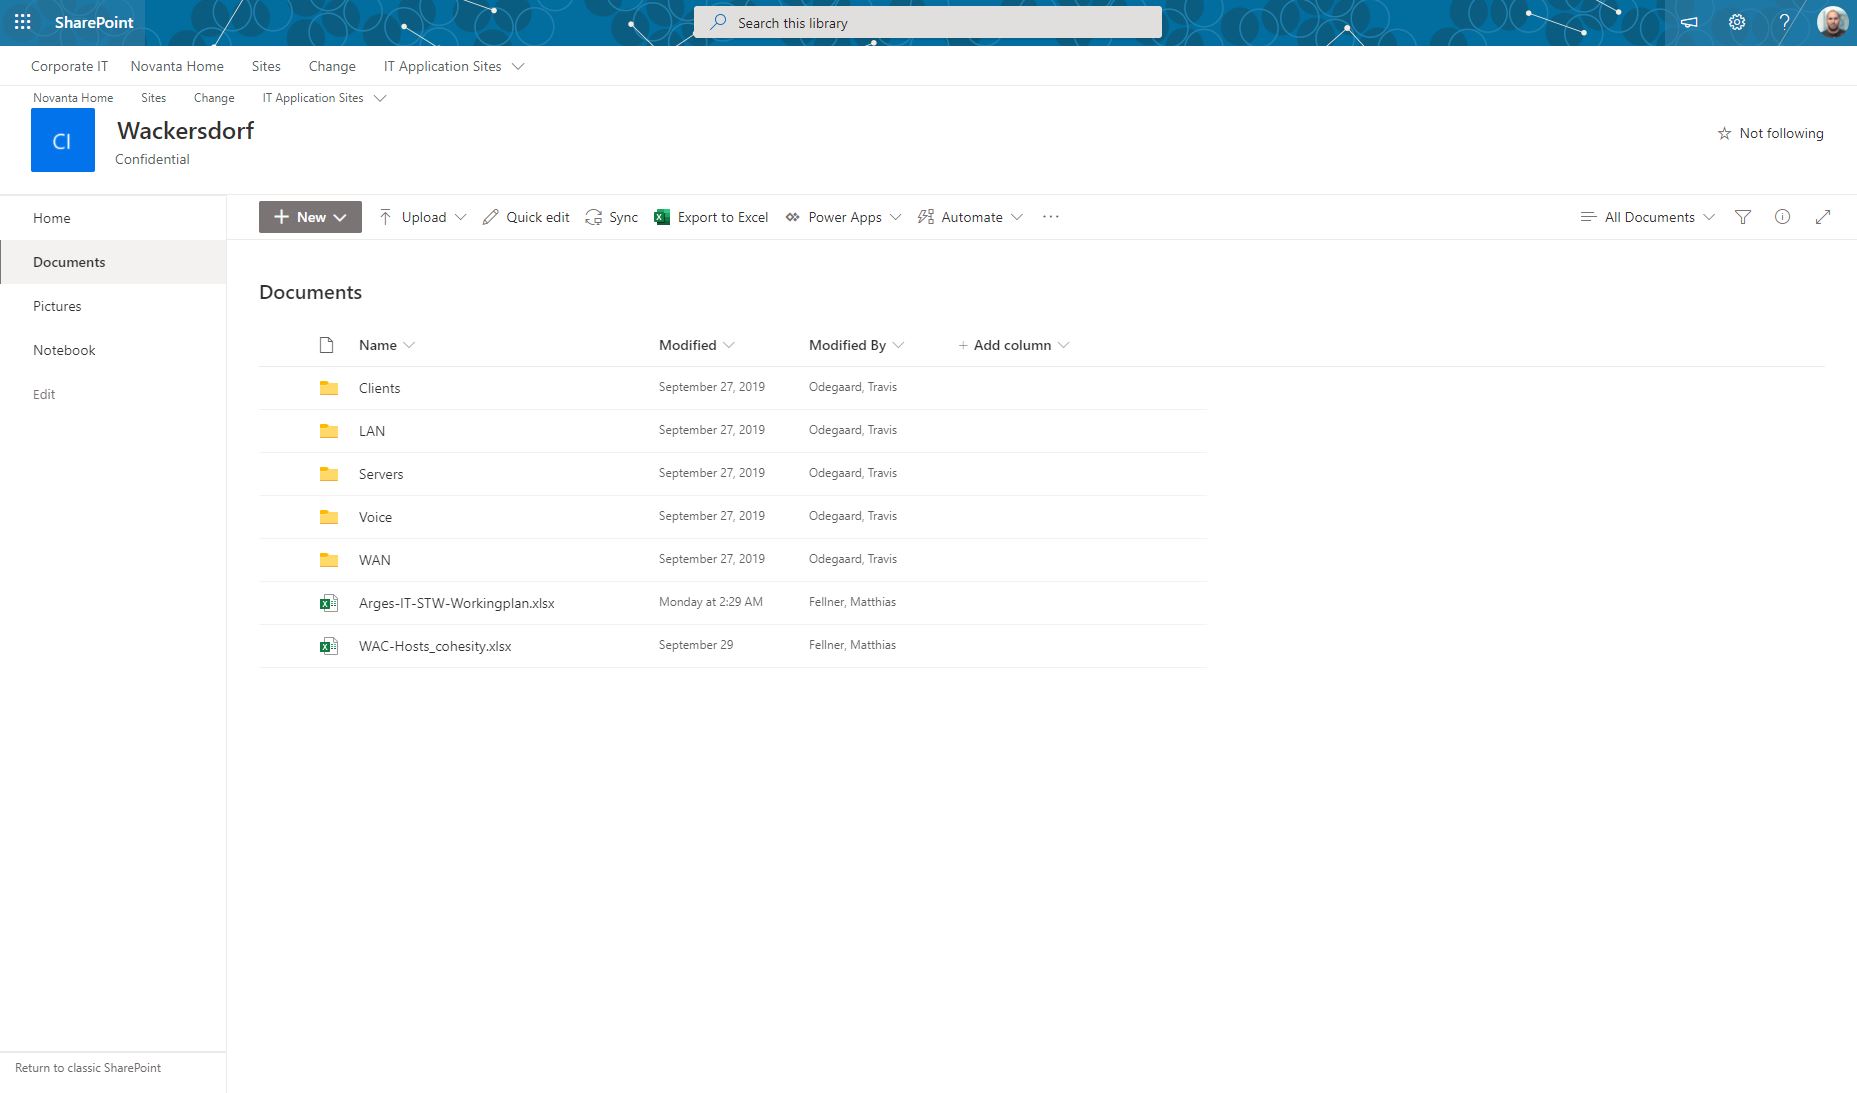 SharePoint
Search this library
?
Corporate IT Novanta Home Sites Change IT Application Sites
Novanta Home Sites Change IT Application Sites
CI
Wackersdorf
Confidential
Not following
Home
Documents
Pictures
Notebook
Edit
+ New Upload Quick edit Sync Export to Excel Power Apps Automate ···
All Documents
Documents
Name Modified Modified By + Add column
Clients September 27, 2019 Odegaard, Travis
LAN September 27, 2019 Odegaard, Travis
Servers September 27, 2019 Odegaard, Travis
Voice September 27, 2019 Odegaard, Travis
WAN September 27, 2019 Odegaard, Travis
Arges-IT-STW-Workingplan.xlsx Monday at 2:29 AM Fellner, Matthias
WAC-Hosts_cohesity.xlsx September 29 Fellner, Matthias
Return to classic SharePoint